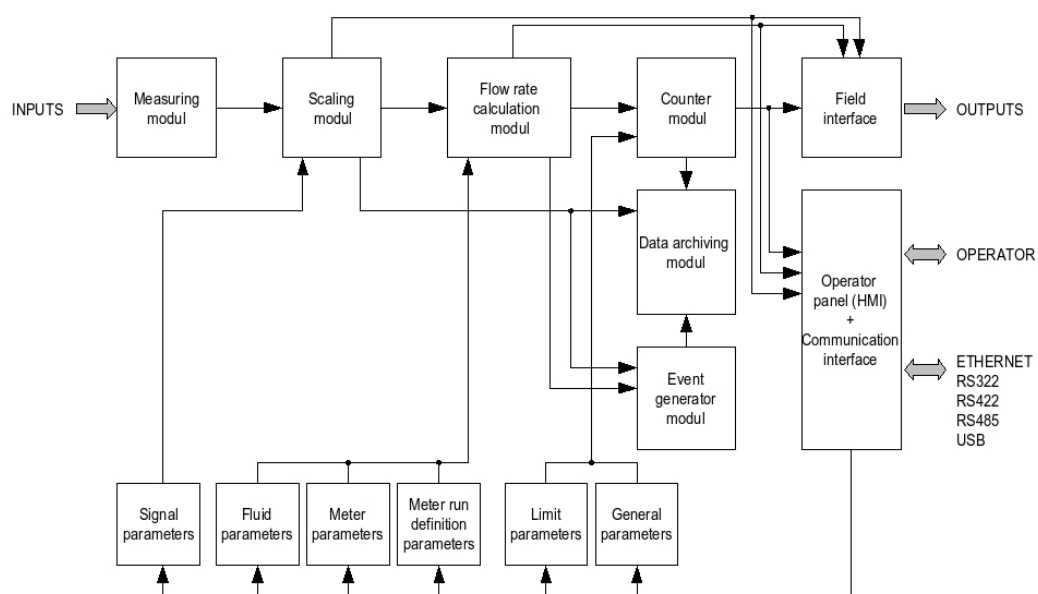 INPUTS
Measuring
modul
Scaling
modul
Flow rate
calculation
modul
Counter
modul
Field
interface
OUTPUTS
Data archiving
modul
Event
generator
modul
Operator
panel (HMI)
+
Communication
interface
OPERATOR
ETHERNET
RS322
RS422
RS485
USB
Signal
parameters
Fluid
parameters
Meter
parameters
Meter run
definition
parameters
Limit
parameters
General
parameters